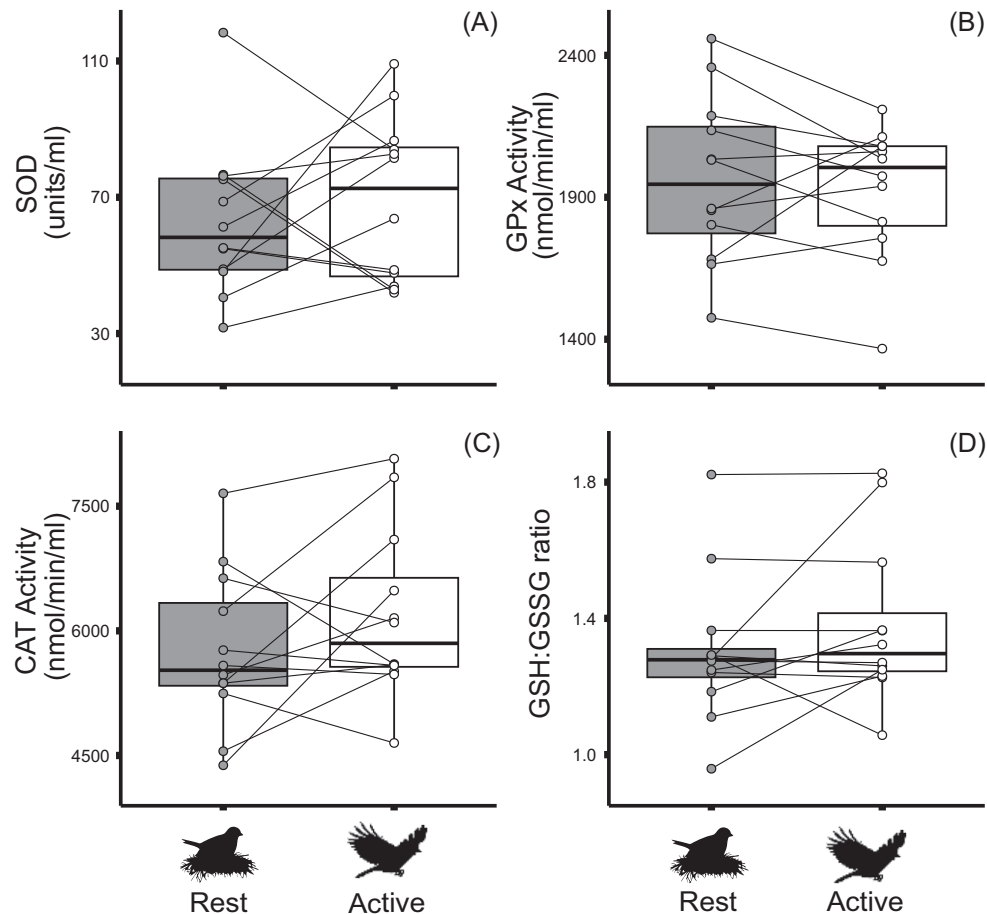 (A)
SOD
(units/ml)
110
70
30
(B)
GPx Activity
(nmol/min/ml)
2400
1900
1400
(C)
CAT Activity
(nmol/min/ml)
7500
6000
4500
(D)
GSH:GSSG ratio
1.8
1.4
1.0
Rest
Active
Rest
Active